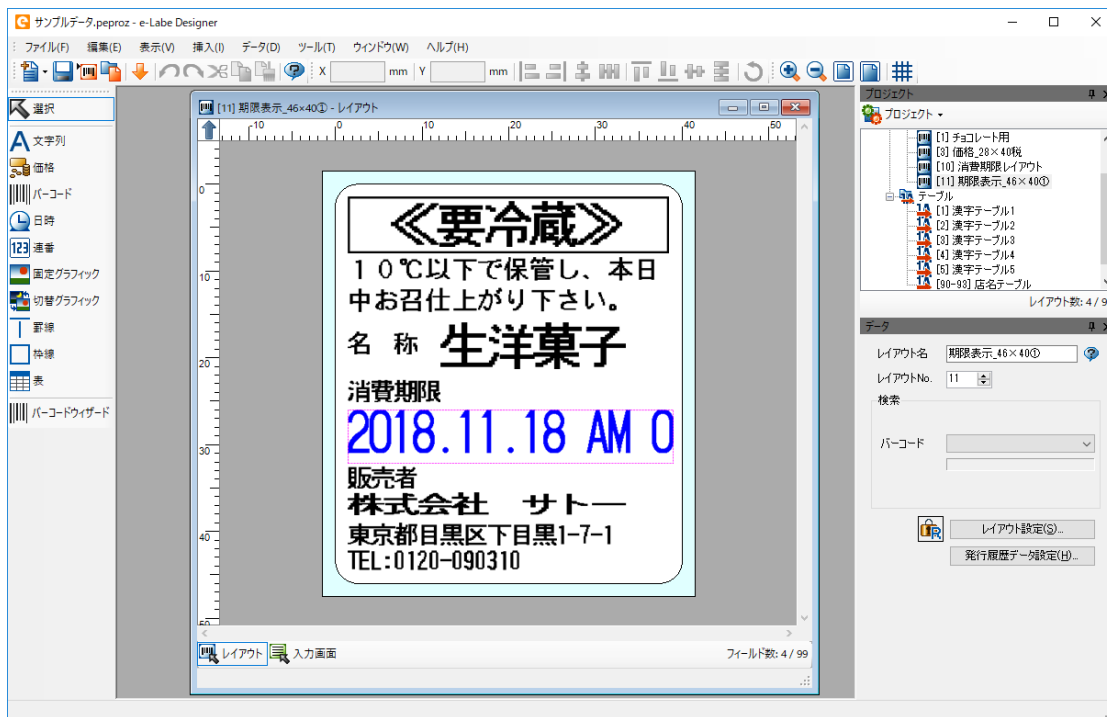 サンプルデータ.peproz - e-Labe Designer
ファイル(F) 編集(E) 表示(V) 挿入(I) データ(D) ツール(T) ウィンドウ(W) ヘルプ(H)
X mm Y mm
選択
文字列
価格
バーコード
日時
123 連番
固定グラフィック
切替グラフィック
罫線
枠線
表
バーコードウィザード
[11] 期限表示_46×40① - レイアウト
10 0 10 20 30 40 50
0
10
20
30
40
50
≪要冷蔵≫
10℃以下で保管し、本日
中お召仕上がり下さい。
名 称 生洋菓子
消費期限
2018.11.18 AM 0
販売者
株式会社 サトー
東京都目黒区下目黒1-7-1
TEL:0120-090310
レイアウト 入力画面
フィールド数: 4 / 99
プロジェクト
プロジェクト
[1] チョコレート用
[3] 価格_28×40税
[10] 消費期限レイアウト
[11] 期限表示_46×40①
テーブル
[1] 漢字テーブル1
[2] 漢字テーブル2
[3] 漢字テーブル3
[4] 漢字テーブル4
[5] 漢字テーブル5
[90-93] 店名テーブル
レイアウト数: 4 / 9
データ
レイアウト名 期限表示_46×40①
レイアウトNo. 11
検索
バーコード
レイアウト設定(S)...
発行履歴データ設定(H)...